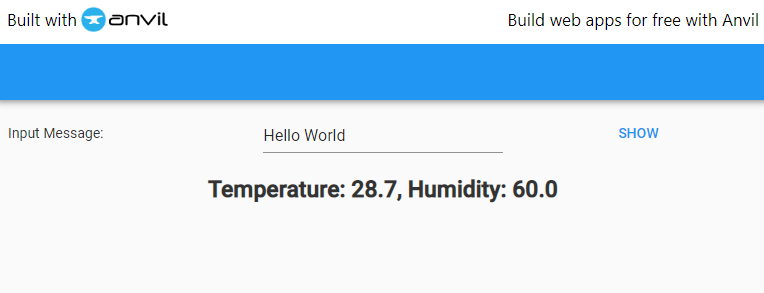 Built with anvil
Build web apps for free with Anvil
Input Message:
Hello World
SHOW
Temperature: 28.7, Humidity: 60.0